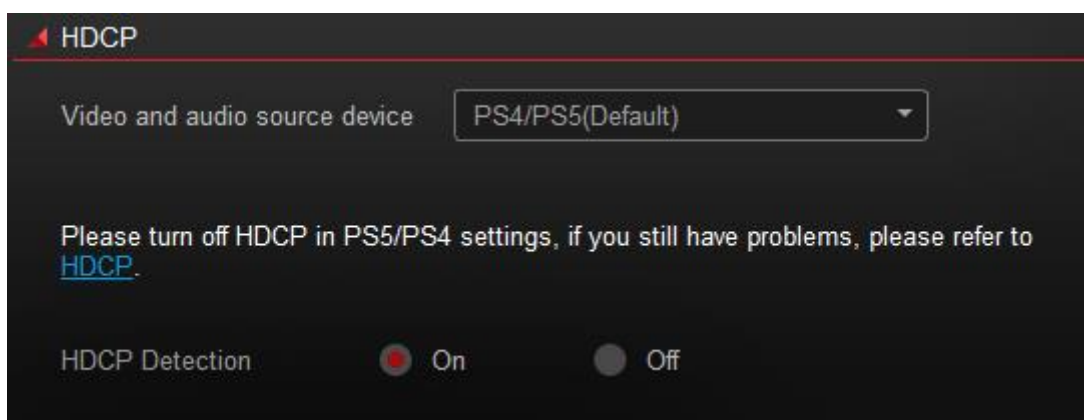 HDCP
Video and audio source device PS4/PS5(Default)
Please turn off HDCP in PS5/PS4 settings, if you still have problems, please refer to
HDCP.
HDCP Detection On Off